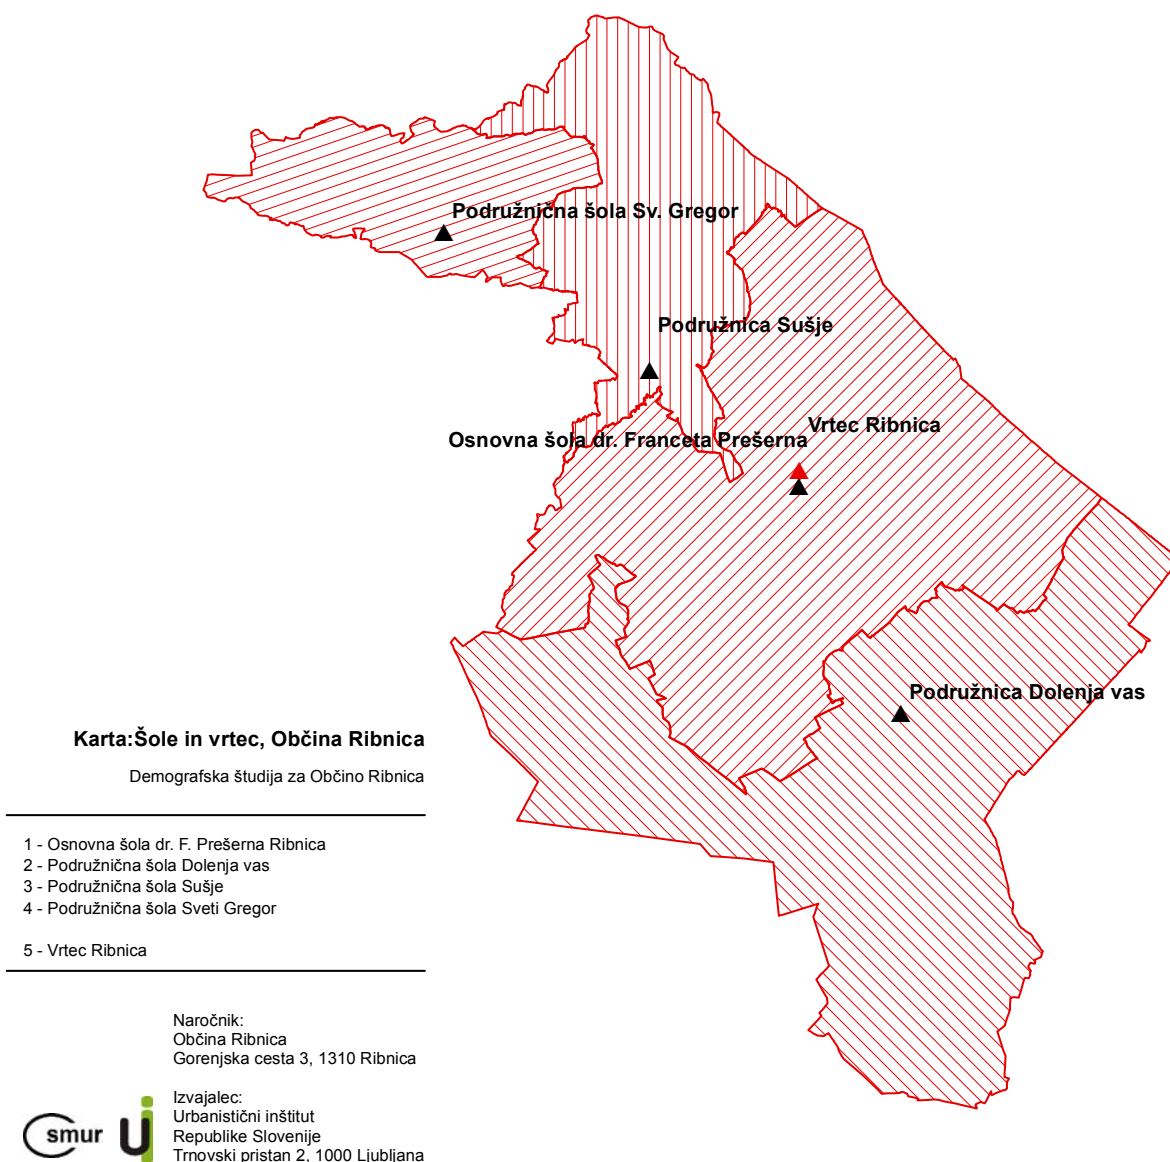 Podružnična šola Sv. Gregor
Podružnica Sušje
Vrtec Ribnica
Osnovna šola dr. Franceta Prešerna
Podružnica Dolenja vas
Karta:Šole in vrtec, Občina Ribnica
Demografska študija za Občino Ribnica
1 - Osnovna šola dr. F. Prešerna Ribnica
2 - Podružnična šola Dolenja vas
3 - Podružnična šola Sušje
4 - Podružnična šola Sveti Gregor
5 - Vrtec Ribnica
Naročnik:
Občina Ribnica
Gorenjska cesta 3, 1310 Ribnica
Izvajalec:
Urbanistični inštitut
Republike Slovenije
Trnovski pristan 2, 1000 Ljubljana
smur
ui